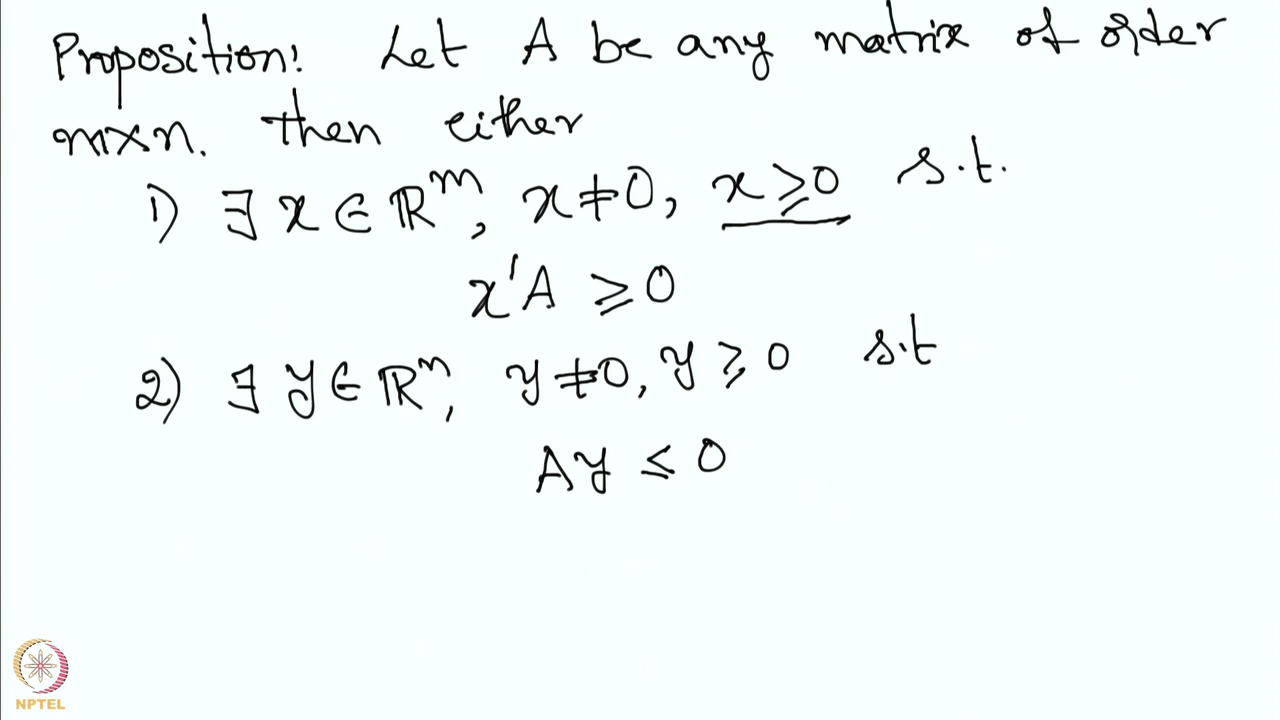 Proposition: Let A be any matrix of order
m×n. then either
1) ∃ x ∈ ℝ^m, x ≠ 0, x ≥ 0 s.t.
x'A ≥ 0
2) ∃ y ∈ ℝ^n, y ≠ 0, y ≥ 0 s.t
Ay ≤ 0
NPTEL